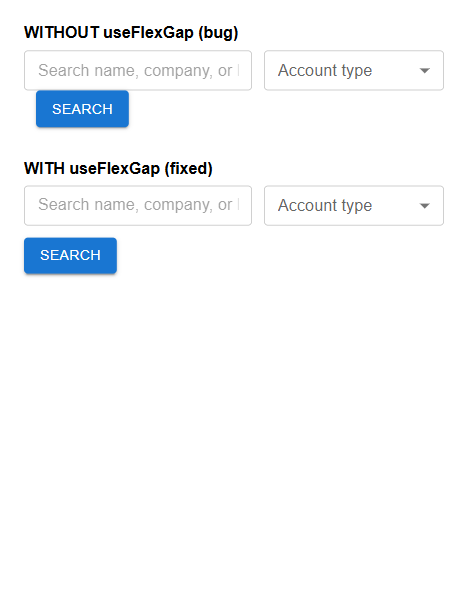 WITHOUT useFlexGap (bug)
Search name, company, or
Account type
SEARCH
WITH useFlexGap (fixed)
Search name, company, or
Account type
SEARCH